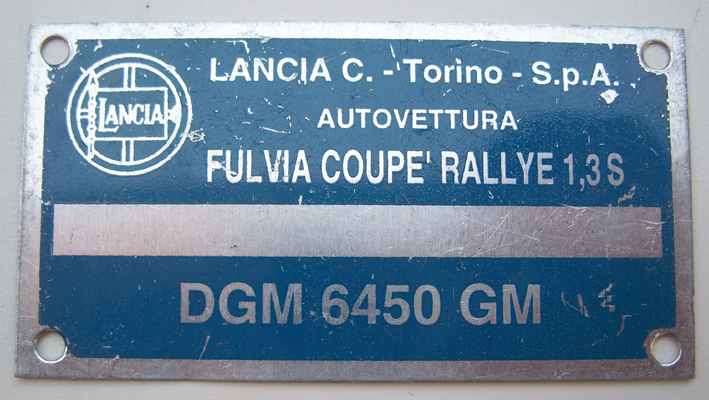 LANCIA
LANCIA C. - Torino - S.p.A.
AUTOVETTURA
FULVIA COUPE' RALLYE 1,3 S
DGM 6450 GM